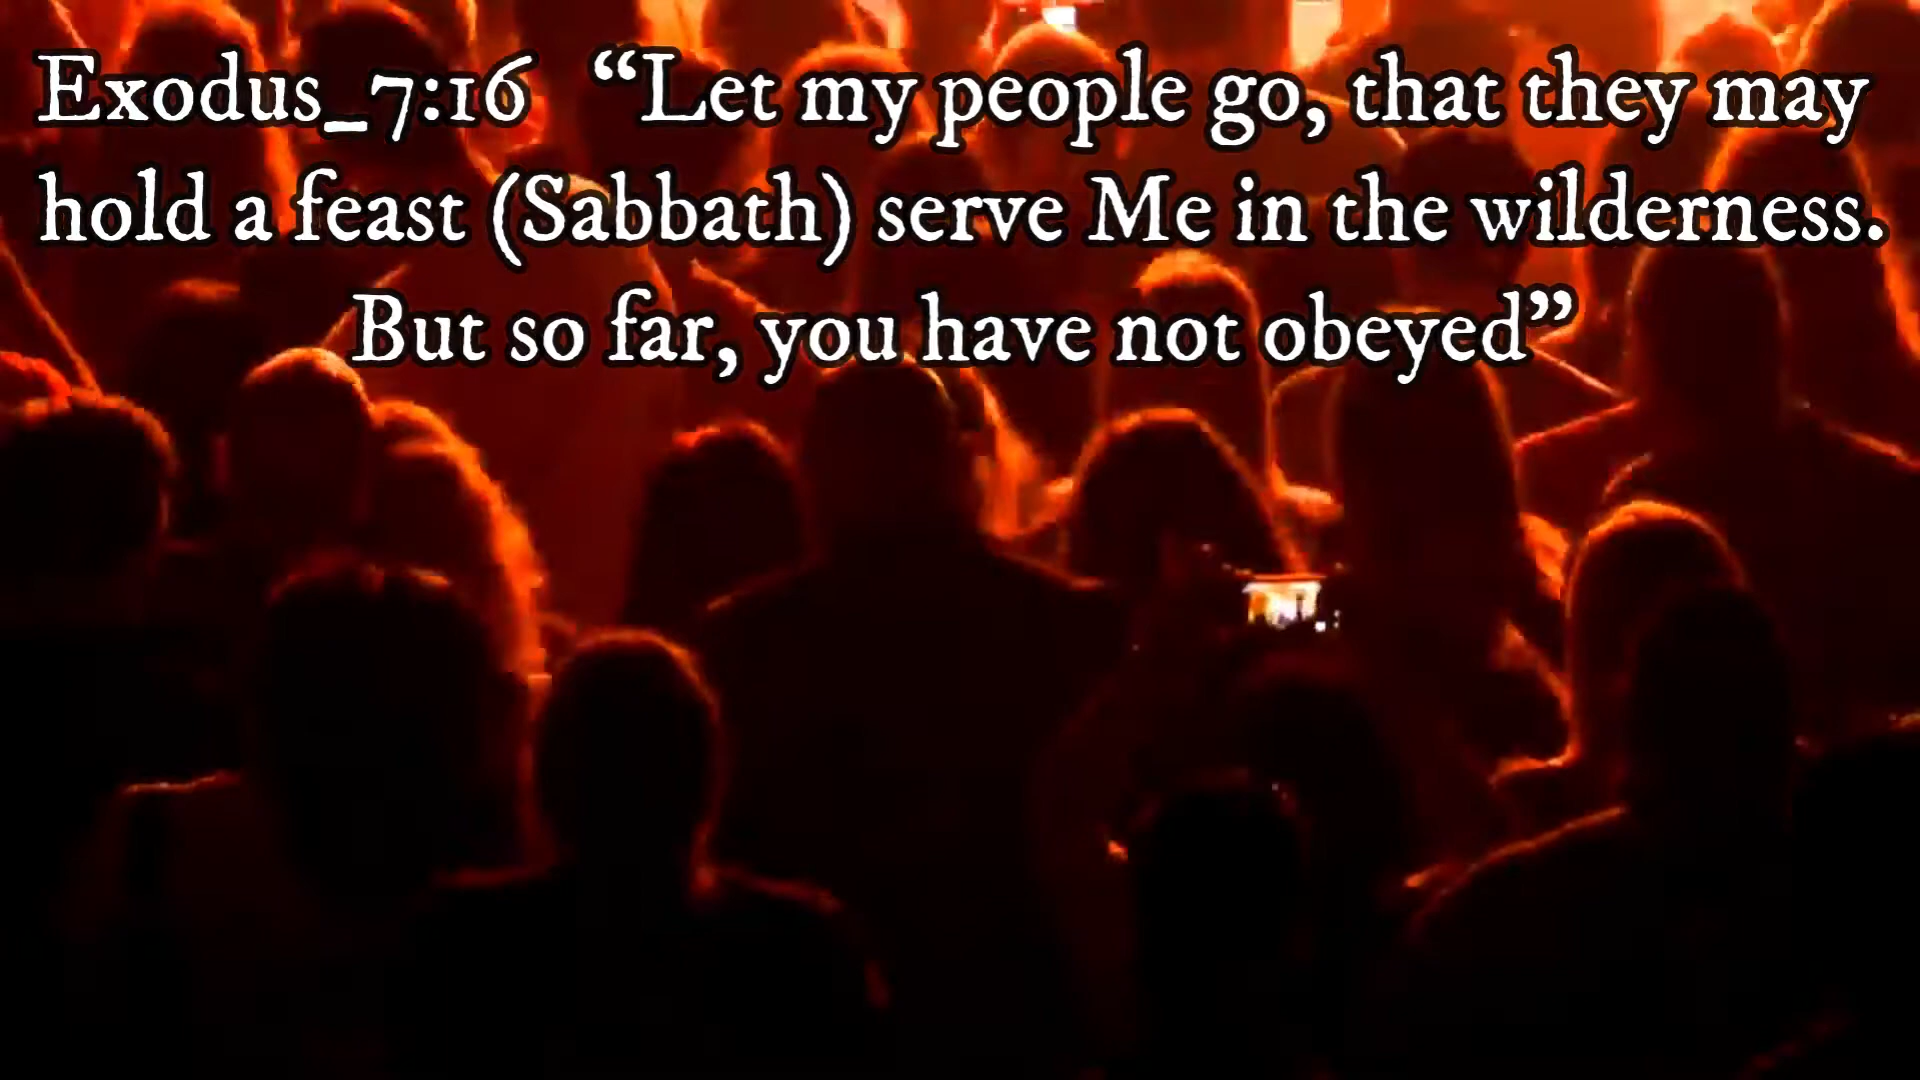 Exodus_7:16 “Let my people go, that they may
hold a feast (Sabbath) serve Me in the wilderness.
But so far, you have not obeyed”